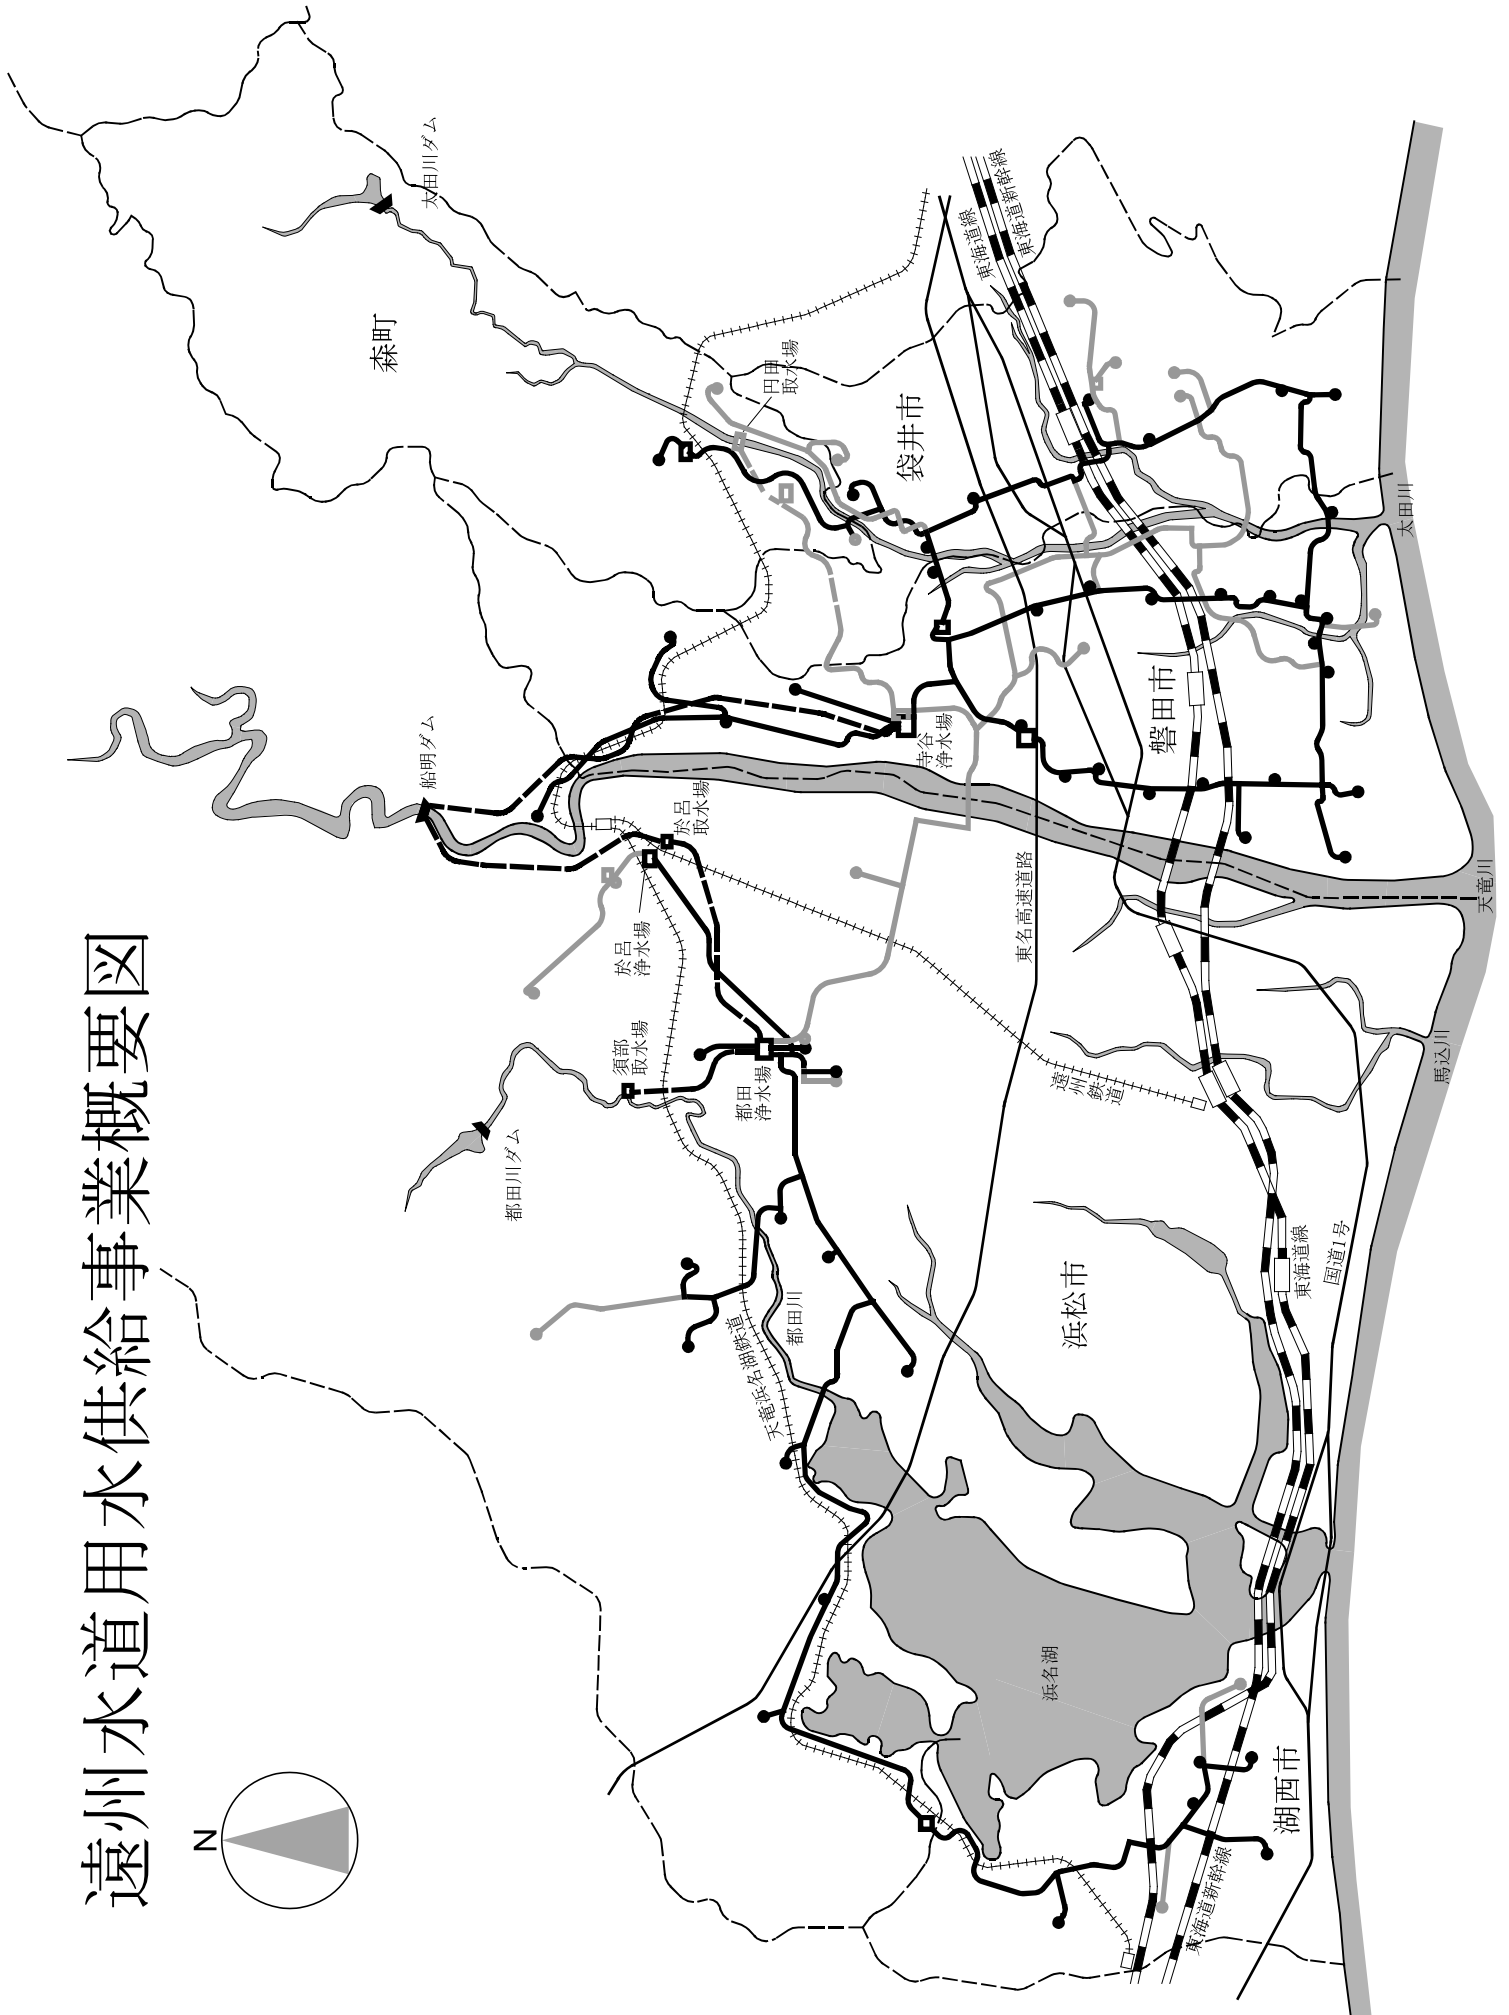 遠州水道用水供給事業概要図
N
太田川ダム
森町
船明ダム
円田
取水場
袋井市
東海道線
東海道新幹線
太田川
磐田市
寺谷
浄水場
於呂
取水場
於呂
浄水場
須部
取水場
都田
浄水場
都田川ダム
東名高速道路
天竜川
馬込川
遠州
鉄道
都田川
天竜浜名湖鉄道
浜松市
東海道線
国道1号
浜名湖
湖西市
東海道新幹線